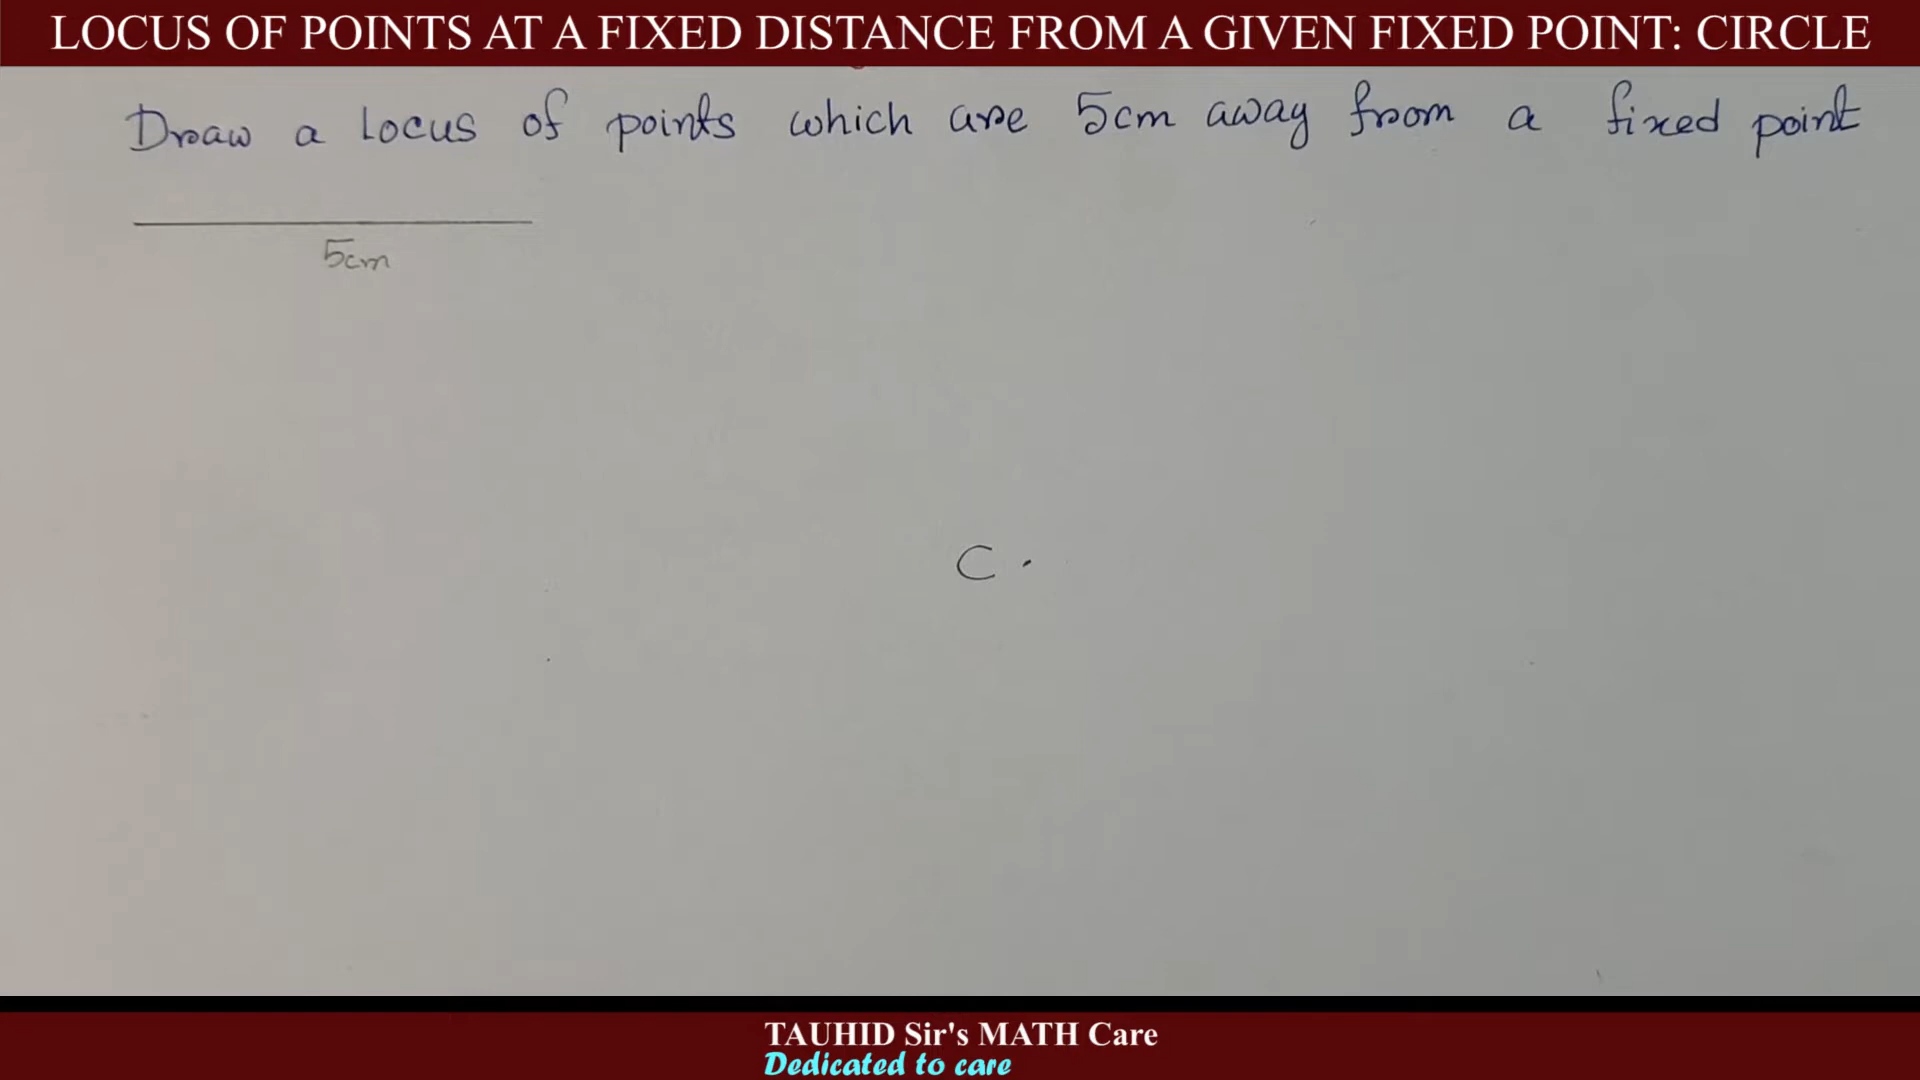 LOCUS OF POINTS AT A FIXED DISTANCE FROM A GIVEN FIXED POINT: CIRCLE
Draw a locus of points which are 5cm away from a fixed point
5cm
C .
TAUHID Sir's MATH Care
Dedicated to care